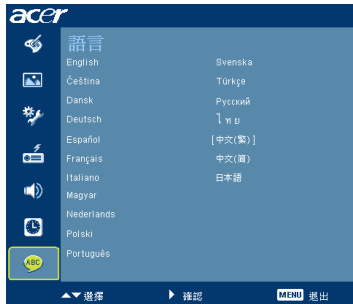 acer
語言
English
Čeština
Dansk
Deutsch
Español
Français
Italiano
Magyar
Nederlands
Polski
Português
Svenska
Türkçe
Русский
ไทย
[中文(繁)]
中文(简)
日本語
ABC
▲▼ 選擇 ▶ 確認 MENU 退出